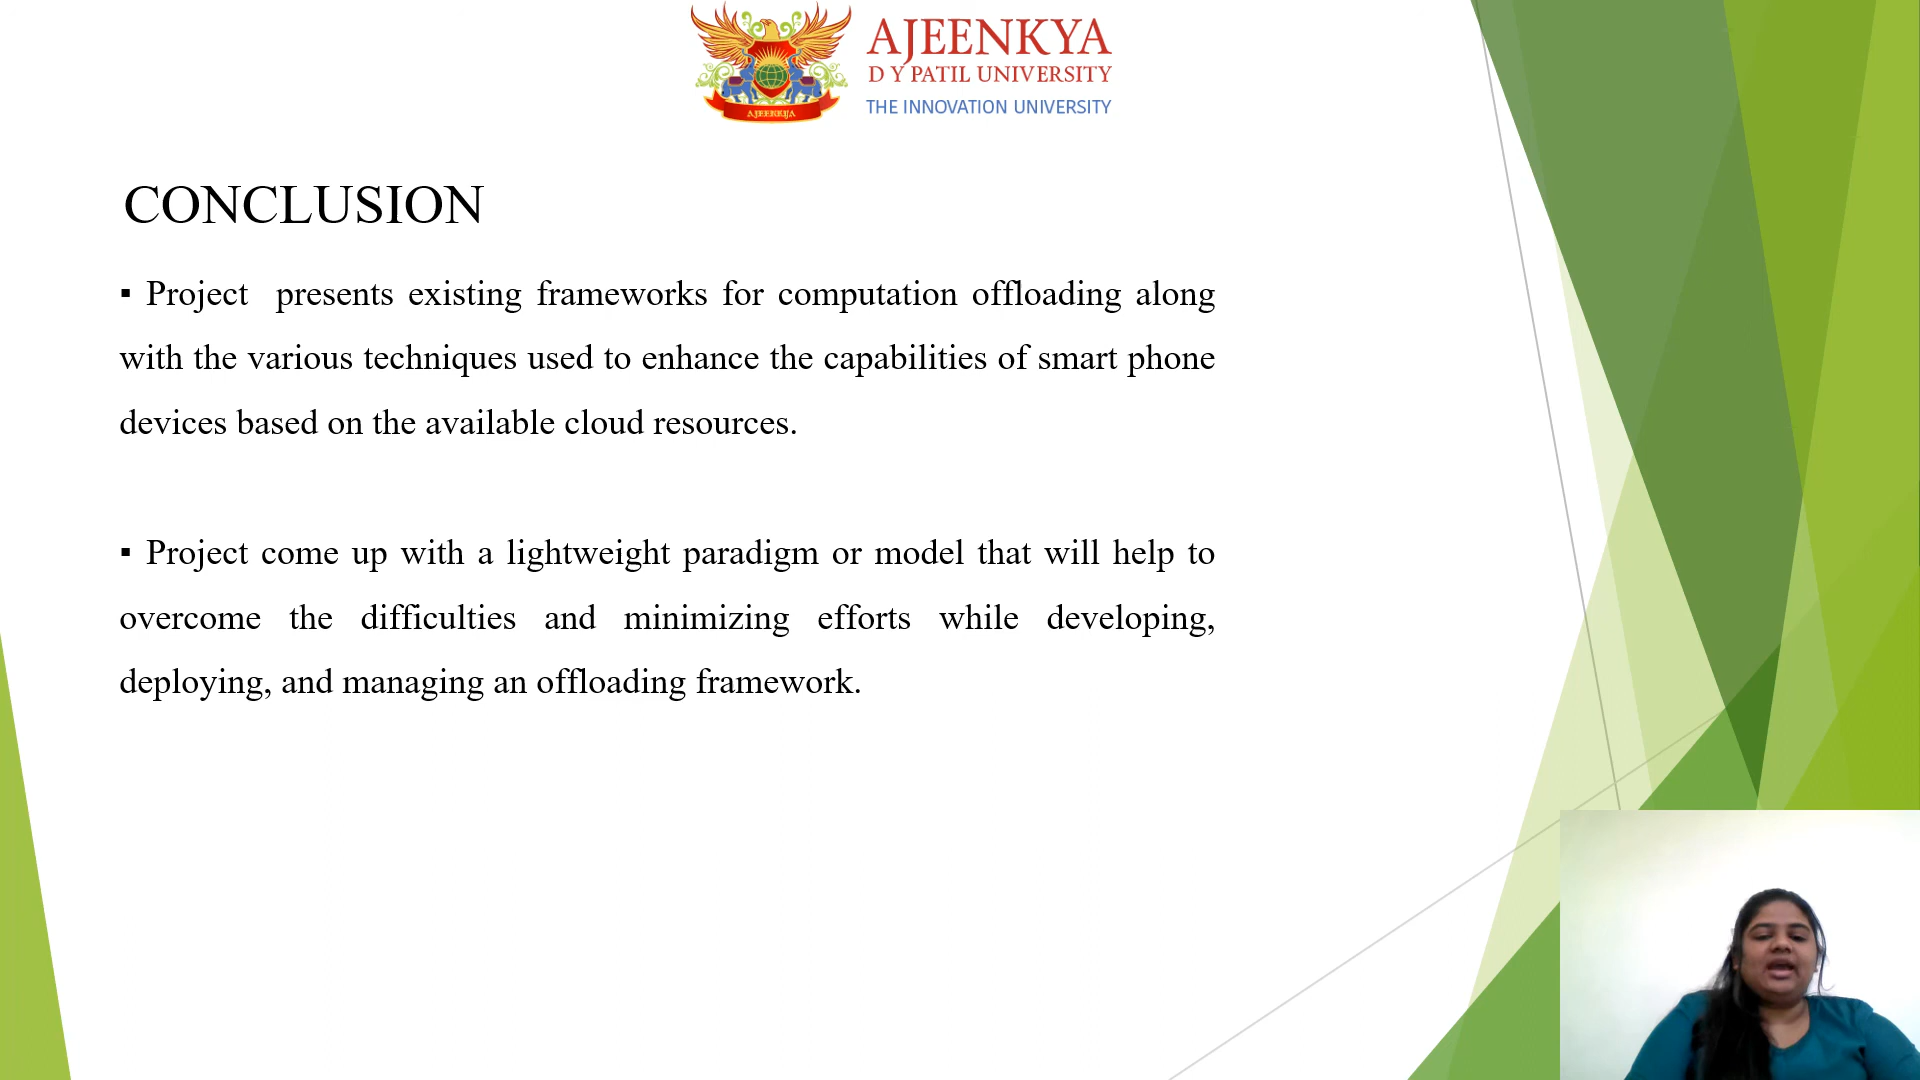 AJEENKYA
D Y PATIL UNIVERSITY
THE INNOVATION UNIVERSITY
AJEENKYA
CONCLUSION
▪ Project presents existing frameworks for computation offloading along
with the various techniques used to enhance the capabilities of smart phone
devices based on the available cloud resources.
▪ Project come up with a lightweight paradigm or model that will help to
overcome the difficulties and minimizing efforts while developing,
deploying, and managing an offloading framework.